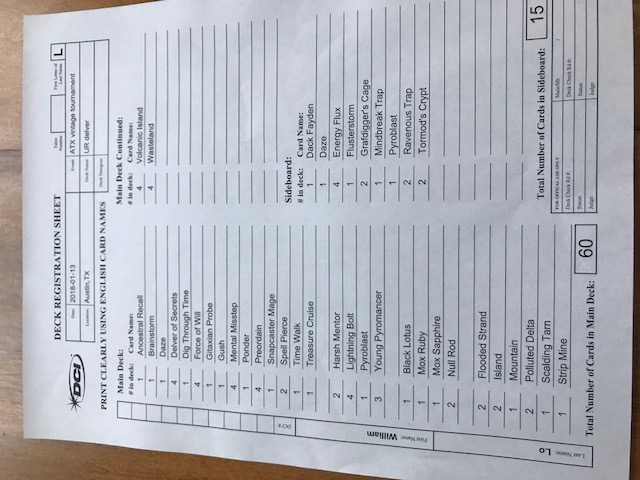 DECK REGISTRATION SHEET
Table Number
First Letter of Last Name L
DCI
Date: 2018-01-13
Event: ATX vintage tournament
Location: Austin,TX
Deck Name: UR delver
Deck Designer:
PRINT CLEARLY USING ENGLISH CARD NAMES
Main Deck:
# in deck: Card Name:
1 Ancestral Recall
1 Brainstorm
1 Daze
4 Delver of Secrets
1 Dig Through Time
4 Force of Will
1 Gitaxian Probe
1 Gush
4 Mental Misstep
1 Ponder
4 Preordain
1 Snapcaster Mage
2 Spell Pierce
1 Time Walk
1 Treasure Cruise
2 Harsh Mentor
4 Lightning Bolt
1 Pyroblast
3 Young Pyromancer
1 Black Lotus
1 Mox Ruby
1 Mox Sapphire
2 Null Rod
2 Flooded Strand
2 Island
1 Mountain
2 Polluted Delta
1 Scalding Tarn
1 Strip Mine
Total Number of Cards in Main Deck: 60
Main Deck Continued:
# in deck: Card Name:
4 Volcanic Island
4 Wasteland
Sideboard:
# in deck: Card Name:
1 Dack Fayden
1 Daze
4 Energy Flux
1 Flusterstorm
2 Grafdigger's Cage
1 Mindbreak Trap
1 Pyroblast
2 Ravenous Trap
2 Tormod's Crypt
Total Number of Cards in Sideboard: 15
FOR OFFICAL USE ONLY
Main/SB: /
Deck Check Rd #:
Deck Check Rd #:
Status:
Status:
Judge:
Judge:
DCI #:
First Name: William
Last Name: Lo